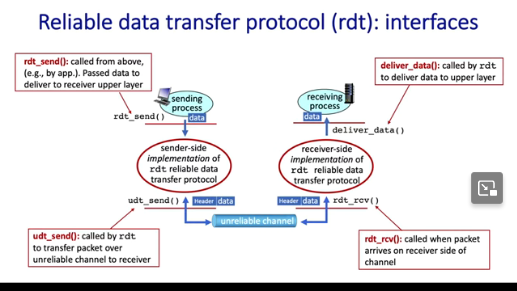 Reliable data transfer protocol (rdt): interfaces
rdt_send(): called from above,
(e.g., by app.). Passed data to
deliver to receiver upper layer
deliver_data(): called by rdt
to deliver data to upper layer
sending
process
receiving
process
rdt_send()
data
data
deliver_data()
sender-side
implementation of
rdt reliable data
transfer protocol
receiver-side
implementation of
rdt reliable data
transfer protocol
udt_send()
Header data
Header data
rdt_rcv()
unreliable channel
udt_send(): called by rdt
to transfer packet over
unreliable channel to receiver
rdt_rcv(): called when packet
arrives on receiver side of
channel